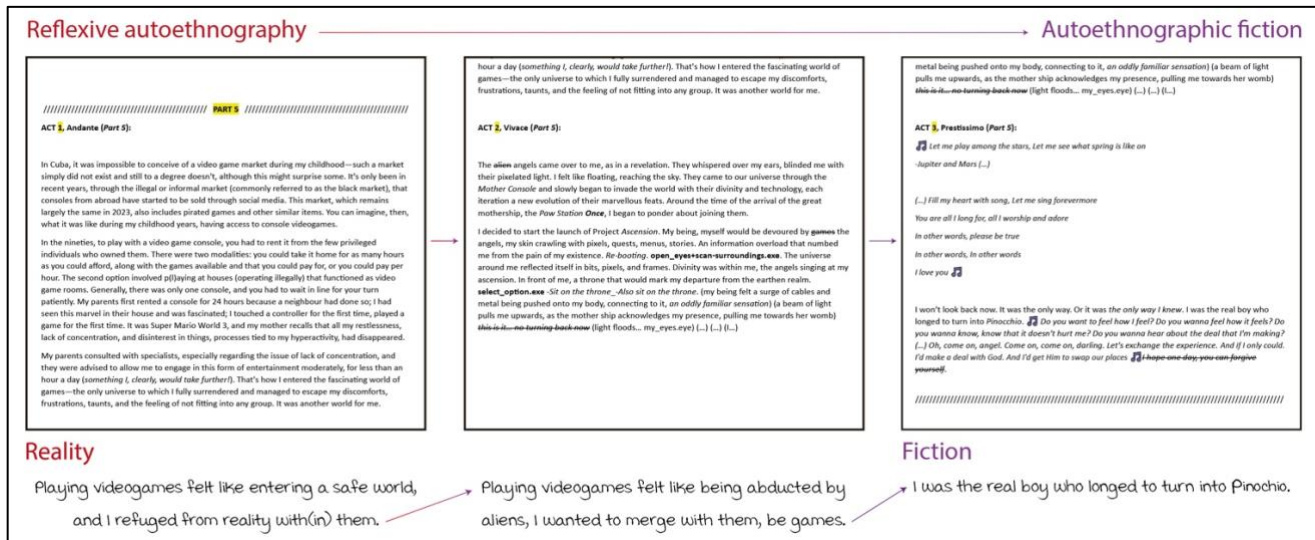 Reflexive autoethnography
Autoethnographic fiction
//////////////////////////////////////////////// PART 5 ////////////////////////////////////////////////
ACT 1, Andante (Part 5):
In Cuba, it was impossible to conceive of a video game market during my childhood—such a market
simply did not exist and still to a degree doesn't, although this might surprise some. It's only been in
recent years, through the illegal or informal market (commonly referred to as the black market), that
consoles from abroad have started to be sold through social media. This market, which remains
largely the same in 2023, also includes pirated games and other similar items. You can imagine, then,
what it was like during my childhood years, having access to console videogames.
In the nineties, to play with a video game console, you had to rent it from the few privileged
individuals who owned them. There were two modalities: you could take it home for as many hours
as you could afford, along with the games available and that you could pay for, or you could pay per
hour. The second option involved p(l)aying at houses (operating illegally) that functioned as video
game rooms. Generally, there was only one console, and you had to wait in line for your turn
patiently. My parents first rented a console for 24 hours because a neighbour had done so; I had
seen this marvel in their house and was fascinated; I touched a controller for the first time, played a
game for the first time. It was Super Mario World 3, and my mother recalls that all my restlessness,
lack of concentration, and disinterest in things, processes tied to my hyperactivity, had disappeared.
My parents consulted with specialists, especially regarding the issue of lack of concentration, and
they were advised to allow me to engage in this form of entertainment moderately, for less than an
hour a day (something I, clearly, would take further!). That's how I entered the fascinating world of
games—the only universe to which I fully surrendered and managed to escape my discomforts,
frustrations, taunts, and the feeling of not fitting into any group. It was another world for me.
hour a day (something I, clearly, would take further!). That's how I entered the fascinating world of
games—the only universe to which I fully surrendered and managed to escape my discomforts,
frustrations, taunts, and the feeling of not fitting into any group. It was another world for me.
ACT 2, Vivace (Part 5):
The alien angels came over to me, as in a revelation. They whispered over my ears, blinded me with
their pixelated light. I felt like floating, reaching the sky. They came to our universe through the
Mother Console and slowly began to invade the world with their divinity and technology, each
iteration a new evolution of their marvellous feats. Around the time of the arrival of the great
mothership, the Paw Station Once, I began to ponder about joining them.
I decided to start the launch of Project Ascension. My being, myself would be devoured by games the
angels, my skin crawling with pixels, quests, menus, stories. An information overload that numbed
me from the pain of my existence. Re-booting. open_eyes+scan-surroundings.exe. The universe
around me reflected itself in bits, pixels, and frames. Divinity was within me, the angels singing at my
ascension. In front of me, a throne that would mark my departure from the earthen realm.
select_option.exe -Sit on the throne_-Also sit on the throne. (my being felt a surge of cables and
metal being pushed onto my body, connecting to it, an oddly familiar sensation) (a beam of light
pulls me upwards, as the mother ship acknowledges my presence, pulling me towards her womb)
this is it... no turning back now (light floods... my_eyes.eye) (...) (...) (I...)
metal being pushed onto my body, connecting to it, an oddly familiar sensation) (a beam of light
pulls me upwards, as the mother ship acknowledges my presence, pulling me towards her womb)
this is it... no turning back now (light floods... my_eyes.eye) (...) (...) (I...)
ACT 3, Prestissimo (Part 5):
🎵 Let me play among the stars, Let me see what spring is like on
-Jupiter and Mars (...)
(...) Fill my heart with song, Let me sing forevermore
You are all I long for, all I worship and adore
In other words, please be true
In other words, In other words
I love you 🎵
I won't look back now. It was the only way. Or it was the only way I knew. I was the real boy who
longed to turn into Pinocchio. 🎵 Do you want to feel how I feel? Do you wanna feel how it feels? Do
you wanna know, know that it doesn't hurt me? Do you wanna hear about the deal that I'm making?
(...) Oh, come on, angel. Come on, come on, darling. Let's exchange the experience. And if I only could.
I'd make a deal with God. And I'd get Him to swap our places 🎵 I hope one day, you can forgive
yourself.
////////////////////////////////////////////////////////////////////////////////////////////////
Reality
Fiction
Playing videogames felt like entering a safe world,
and I refuged from reality with(in) them.
Playing videogames felt like being abducted by
aliens, I wanted to merge with them, be games.
I was the real boy who longed to turn into Pinochio.